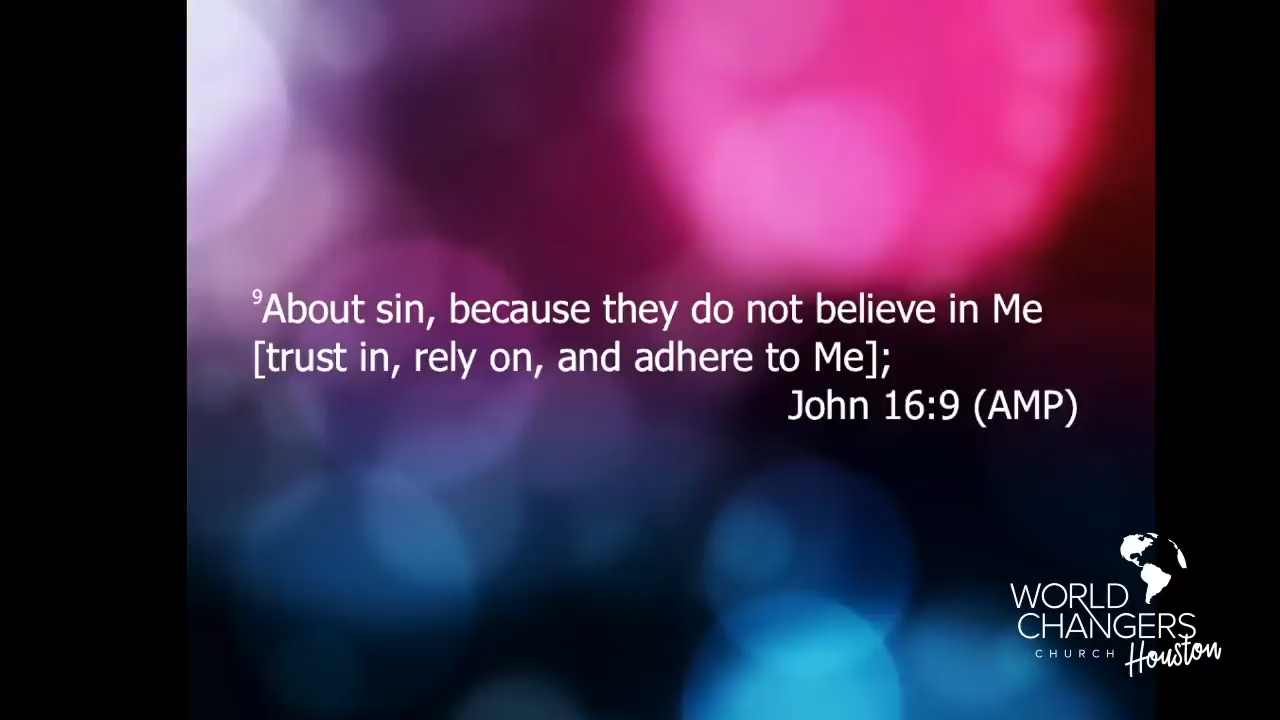 ⁹About sin, because they do not believe in Me
[trust in, rely on, and adhere to Me];
John 16:9 (AMP)
WORLD
CHANGERS
CHURCH Houston